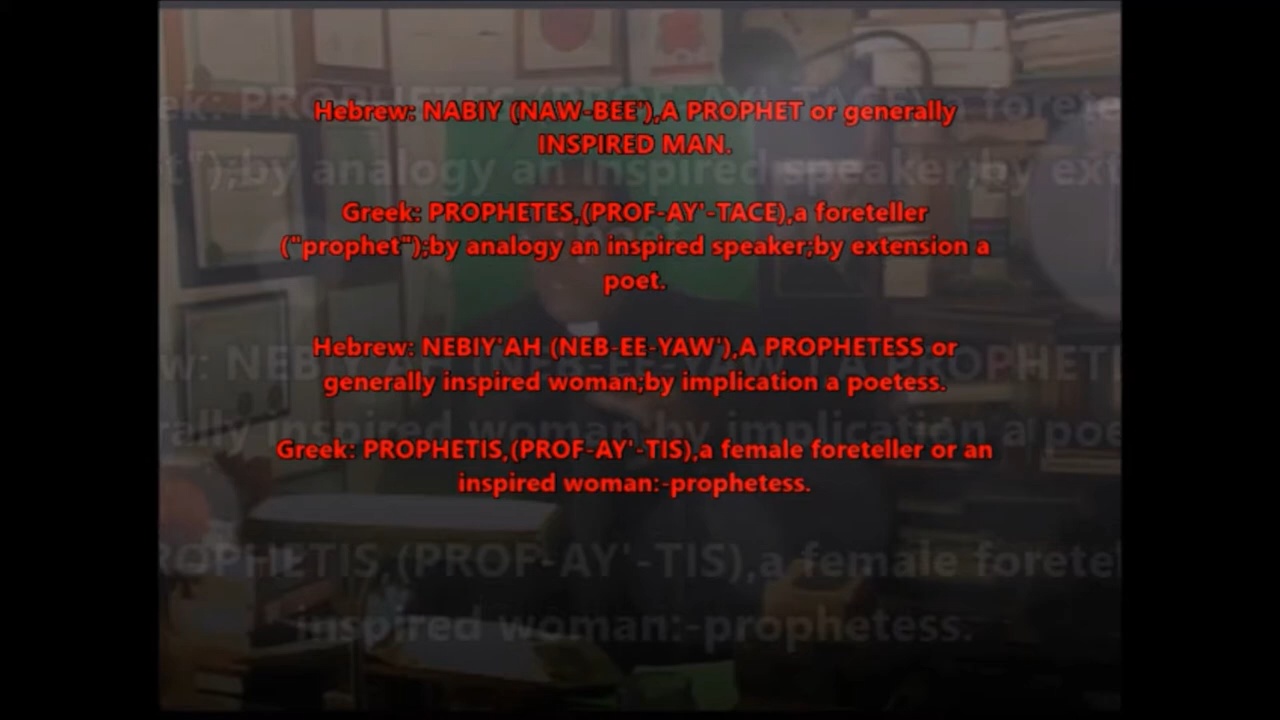 Hebrew: NABIY (NAW-BEE'),A PROPHET or generally
INSPIRED MAN.
Greek: PROPHETES,(PROF-AY'-TACE),a foreteller
("prophet");by analogy an inspired speaker;by extension a
poet.
Hebrew: NEBIY'AH (NEB-EE-YAW'),A PROPHETESS or
generally inspired woman;by implication a poetess.
Greek: PROPHETIS,(PROF-AY'-TIS),a female foreteller or an
inspired woman:-prophetess.